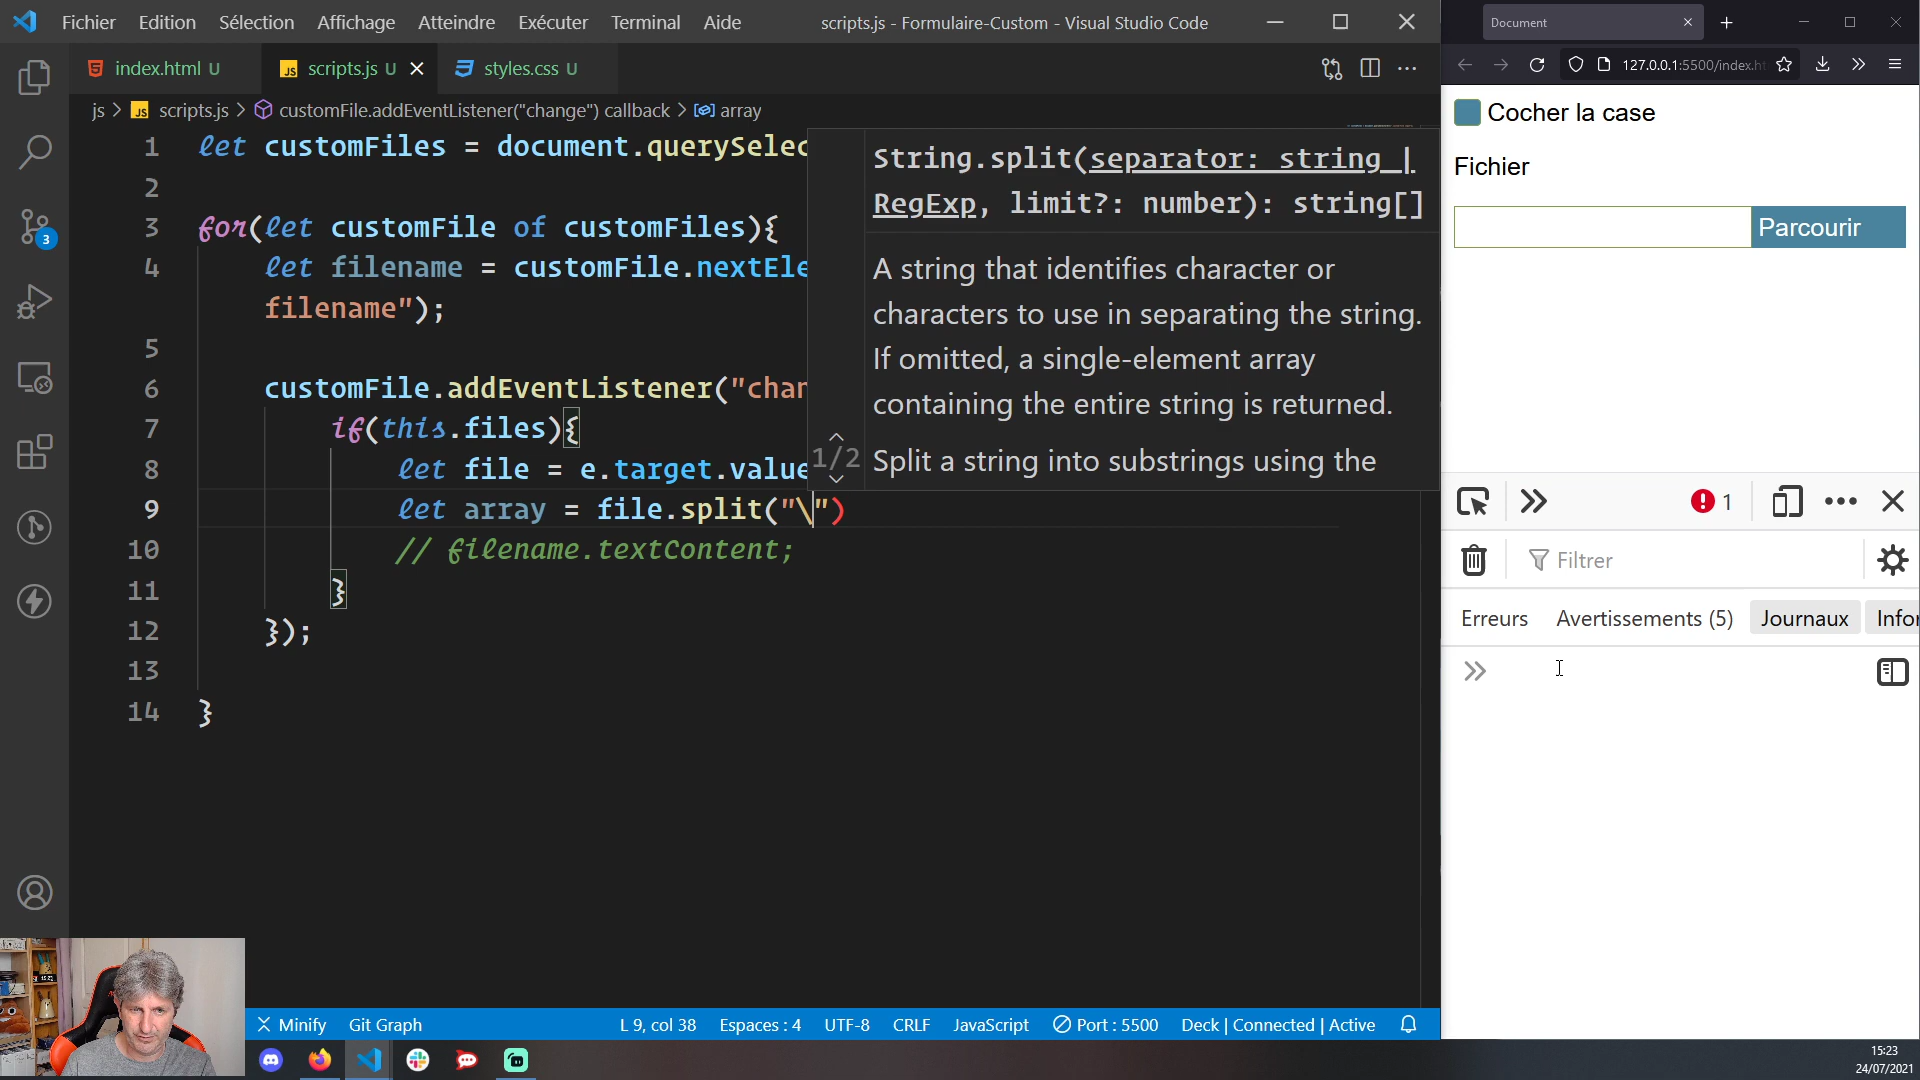 Fichier Edition Sélection Affichage Atteindre Exécuter Terminal Aide
scripts.js - Formulaire-Custom - Visual Studio Code
index.html U
JS scripts.js U
styles.css U
js > JS scripts.js > customFile.addEventListener("change") callback > array
1 let customFiles = document.querySelec
2
3 for(let customFile of customFiles){
4 let filename = customFile.nextEle
filename");
5
6 customFile.addEventListener("chan
7 if(this.files){
8 let file = e.target.value
9 let array = file.split("\")
10 // filename.textContent;
11 }
12 });
13
14 }
String.split(separator: string |
RegExp, limit?: number): string[]
A string that identifies character or
characters to use in separating the string.
If omitted, a single-element array
containing the entire string is returned.
1/2
Split a string into substrings using the
3
Minify Git Graph
L 9, col 38 Espaces : 4 UTF-8 CRLF JavaScript Port : 5500 Deck | Connected | Active
Document
127.0.0.1:5500/index.ht
Cocher la case
Fichier
Parcourir
1
Filtrer
Erreurs Avertissements (5) Journaux Infor
15:23
24/07/2021